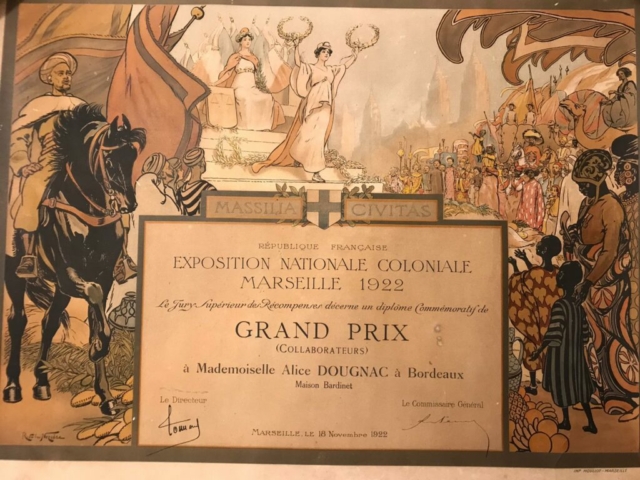 MASSILIA CIVITAS
RÉPUBLIQUE FRANÇAISE
EXPOSITION NATIONALE COLONIALE
MARSEILLE 1922
Le Jury Supérieur des Récompenses décerne un diplôme Commémoratif de
GRAND PRIX
(COLLABORATEURS)
à Mademoiselle Alice DOUGNAC à Bordeaux
Maison Bardinet
Le Directeur
Le Commissaire Général
MARSEILLE, LE 18 Novembre 1922